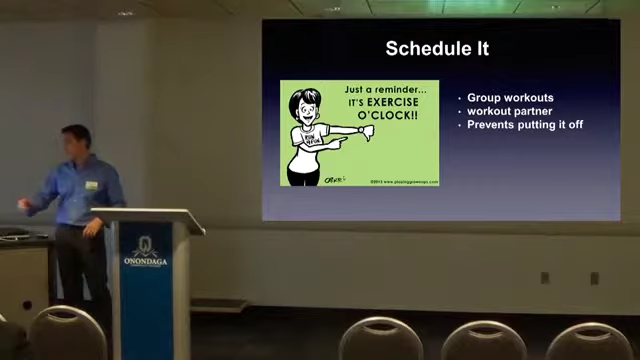 Schedule It
Just a reminder...
IT'S EXERCISE
O'CLOCK!!
• Group workouts
• workout partner
• Prevents putting it off
ONONDAGA